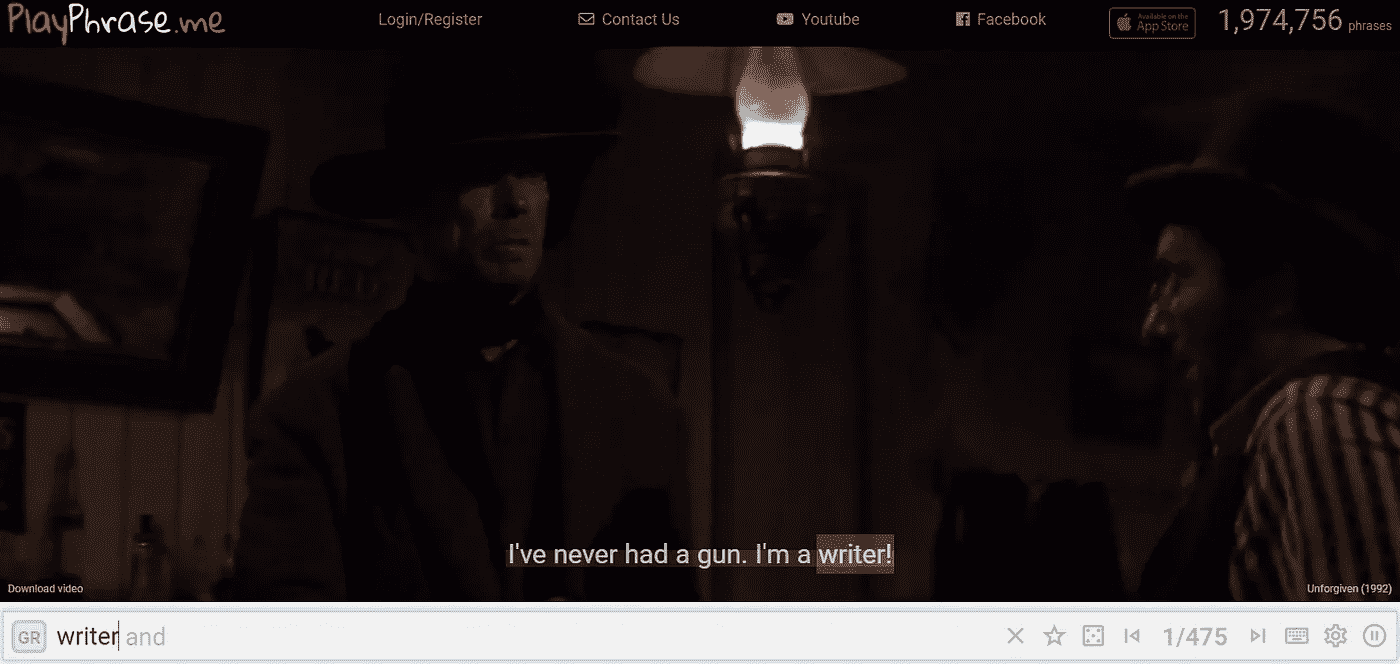 PlayPhrase.me
Login/Register
Contact Us
Youtube
Facebook
Available on the
App Store
1,974,756 phrases
I've never had a gun. I'm a writer!
Download video
Unforgiven (1992)
GR
writer and
1/475